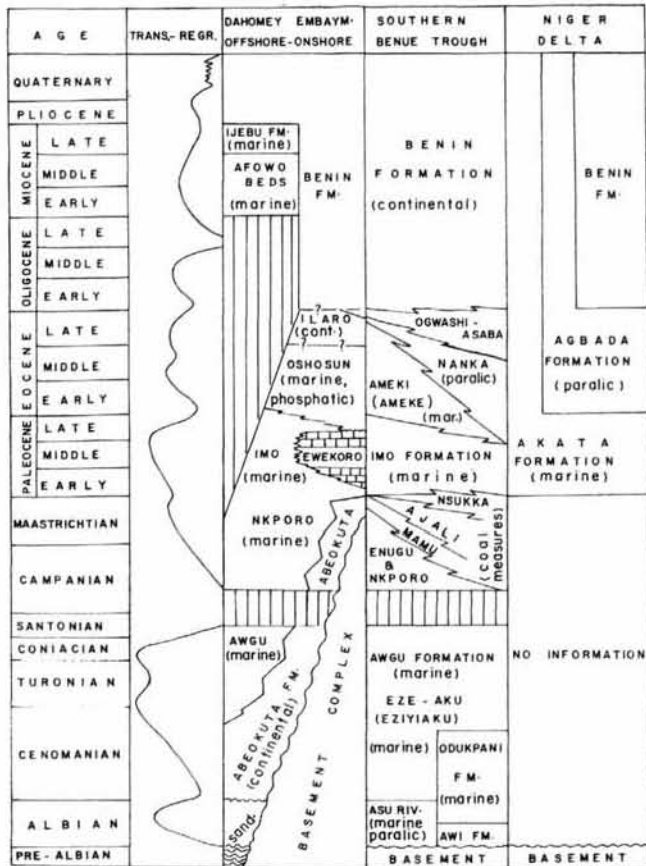 AGE
TRANS,-REGR.
DAHOMEY EMBAYM.
OFFSHORE-ONSHORE
SOUTHERN
BENUE TROUGH
NIGER
DELTA
QUATERNARY
PLIOCENE
MIOCENE
LATE
MIDDLE
EARLY
OLIGOCENE
LATE
MIDDLE
EARLY
EOCENE
LATE
MIDDLE
EARLY
PALEOCENE
LATE
MIDDLE
EARLY
MAASTRICHTIAN
CAMPANIAN
SANTONIAN
CONIACIAN
TURONIAN
CENOMANIAN
ALBIAN
PRE-ALBIAN
IJEBU FM.
(marine)
AFOWO
BEDS
(marine)
BENIN
FM.
?
ILARO
(cont.)
?
?
OSHOSUN
(marine,
phosphatic)
IMO
(marine)
EWEKORO
NKPORO
(marine)
ABEOKUTA
AWGU
(marine)
ABEOKUTA FM.
(continental)
sand.
BASEMENT COMPLEX
BENIN
FORMATION
(continental)
OGWASHI-
ASABA
NANKA
(paralic)
AMEKI
(AMEKE)
(mar.)
IMO FORMATION
(marine)
NSUKKA
AJALI
MAMU
(coal
measures)
ENUGU
&
NKPORO
AWGU FORMATION
(marine)
EZE-AKU
(EZIYIAKU)
(marine)
ODUKPANI
FM.
(marine)
ASU RIV.
(marine
paralic)
AWI FM.
BASEMENT
BENIN
FM.
AGBADA
FORMATION
(paralic)
AKATA
FORMATION
(marine)
NO INFORMATION
BASEMENT